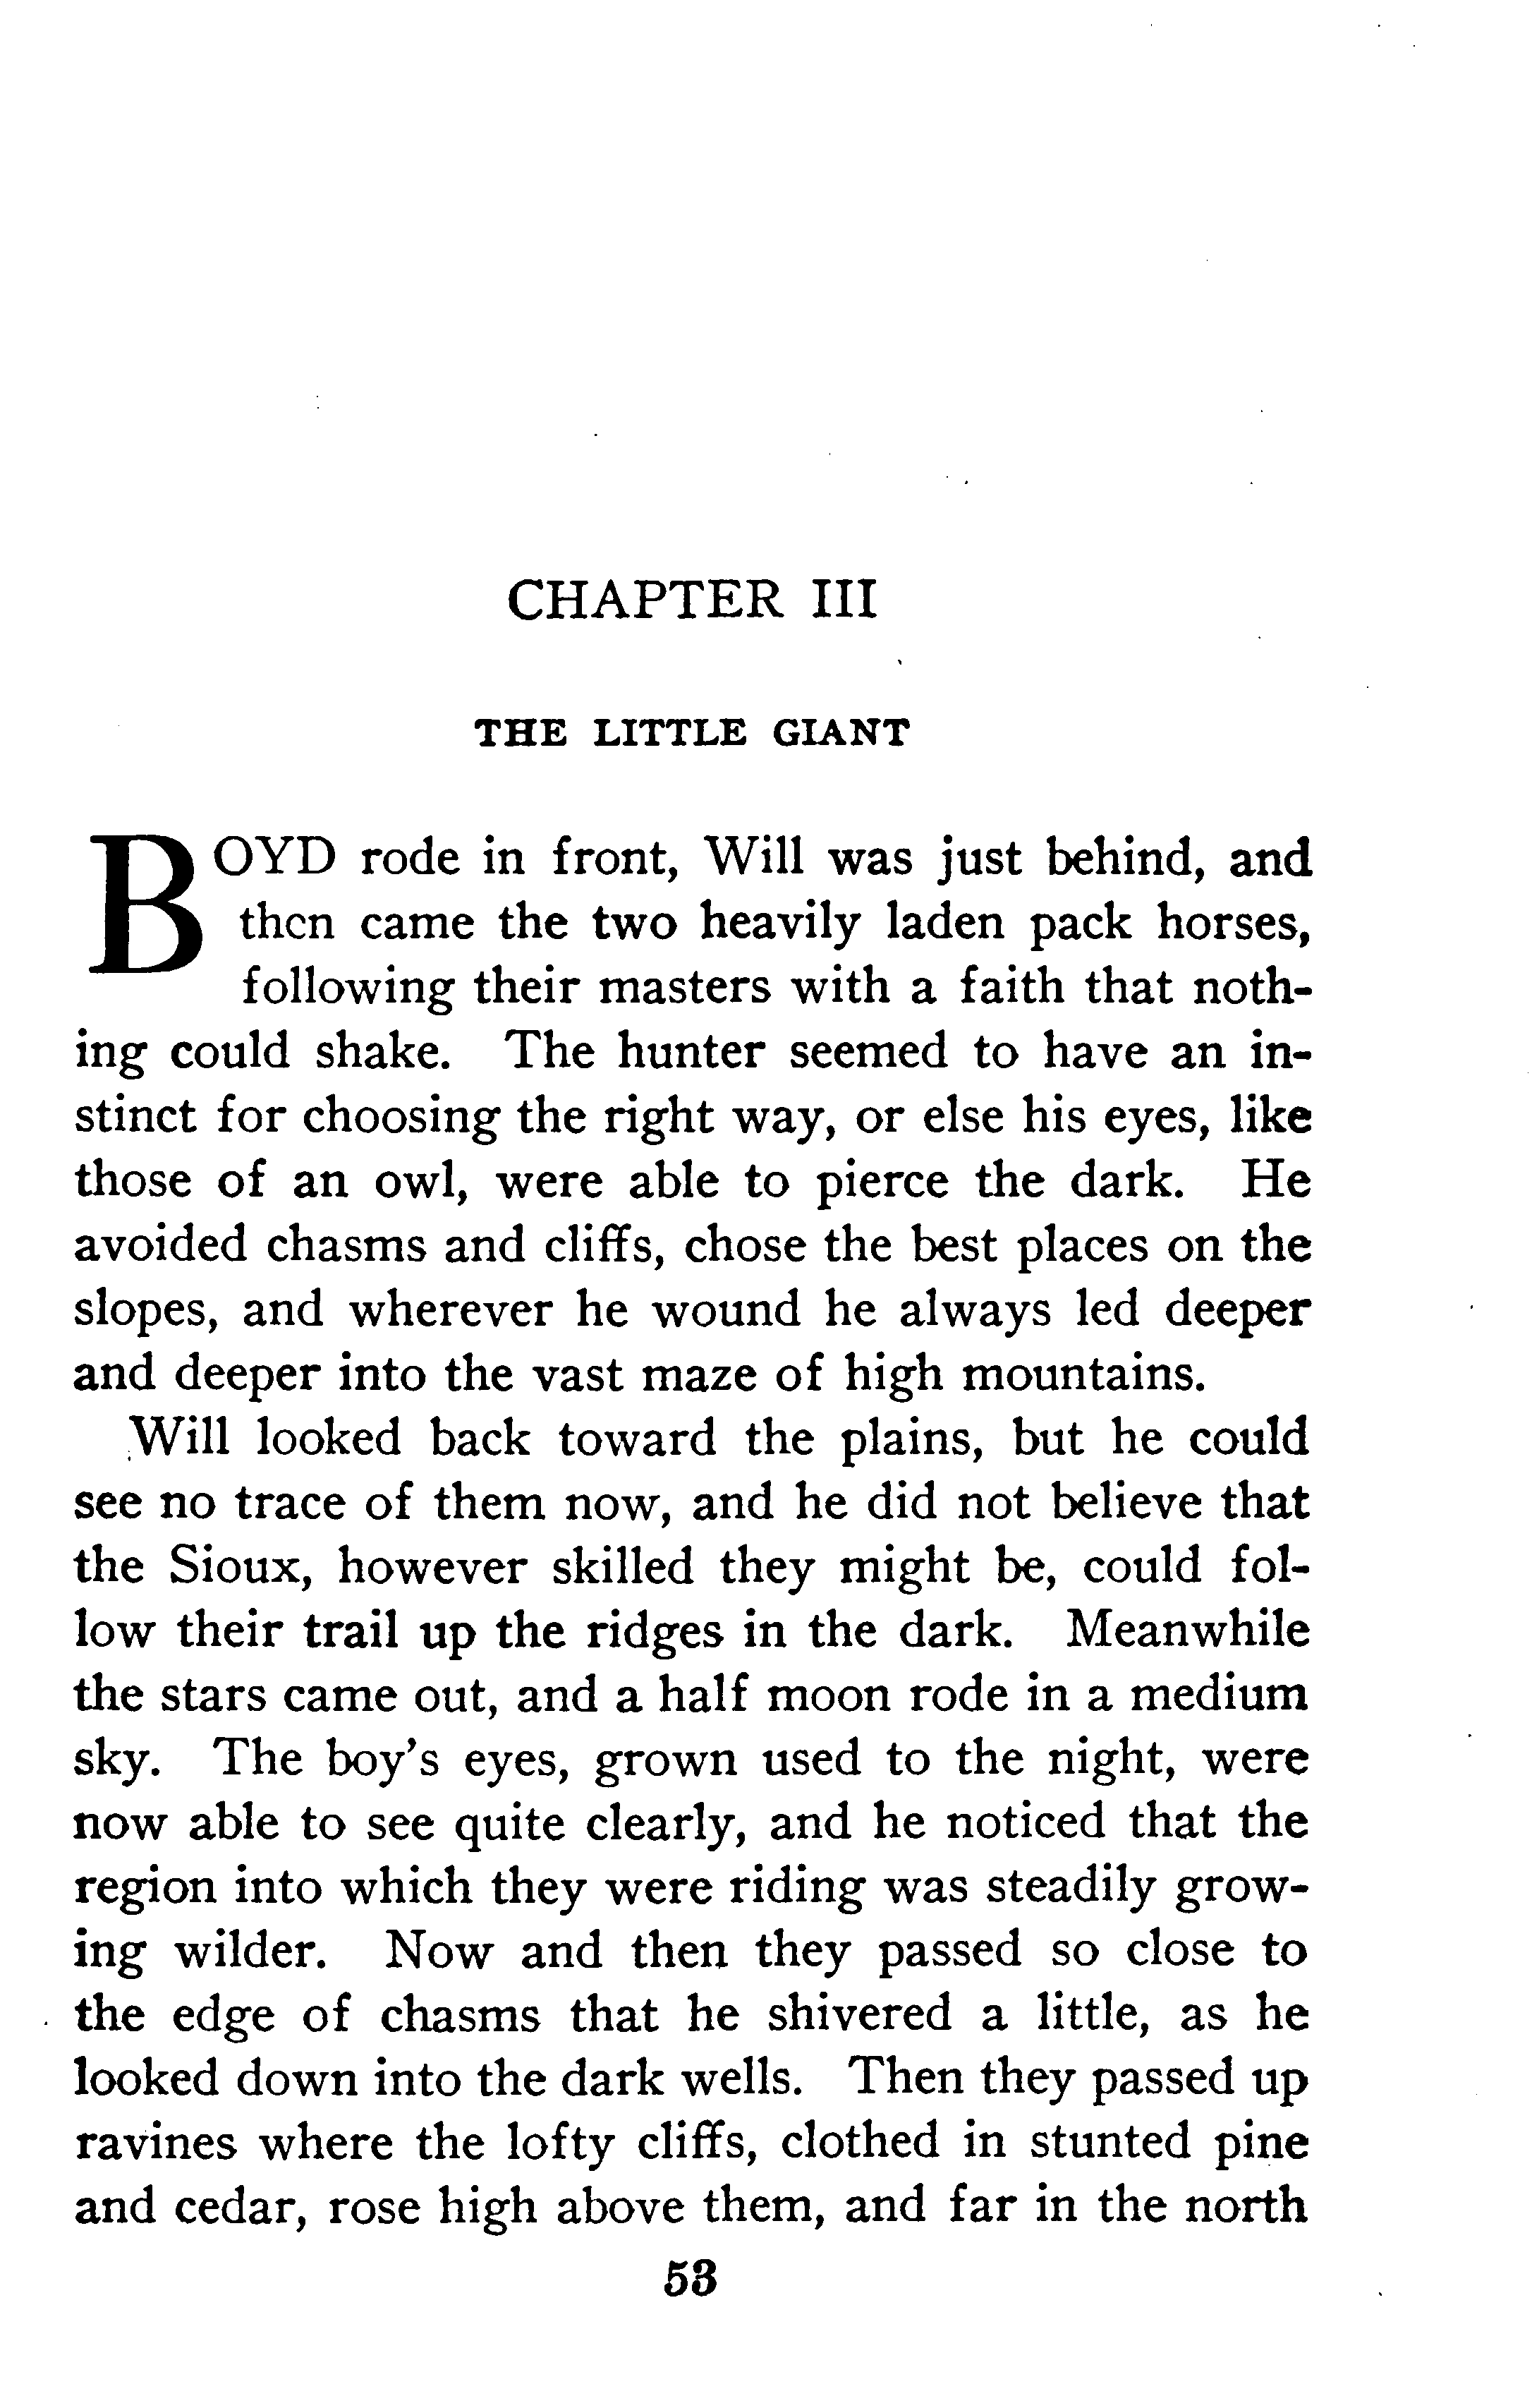 CHAPTER III
THE LITTLE GIANT
BOYD rode in front, Will was just behind, and
then came the two heavily laden pack horses,
following their masters with a faith that noth-
ing could shake. The hunter seemed to have an in-
stinct for choosing the right way, or else his eyes, like
those of an owl, were able to pierce the dark. He
avoided chasms and cliffs, chose the best places on the
slopes, and wherever he wound he always led deeper
and deeper into the vast maze of high mountains.
Will looked back toward the plains, but he could
see no trace of them now, and he did not believe that
the Sioux, however skilled they might be, could fol-
low their trail up the ridges in the dark. Meanwhile
the stars came out, and a half moon rode in a medium
sky. The boy's eyes, grown used to the night, were
now able to see quite clearly, and he noticed that the
region into which they were riding was steadily grow-
ing wilder. Now and then they passed so close to
the edge of chasms that he shivered a little, as he
looked down into the dark wells. Then they passed up
ravines where the lofty cliffs, clothed in stunted pine
and cedar, rose high above them, and far in the north
53